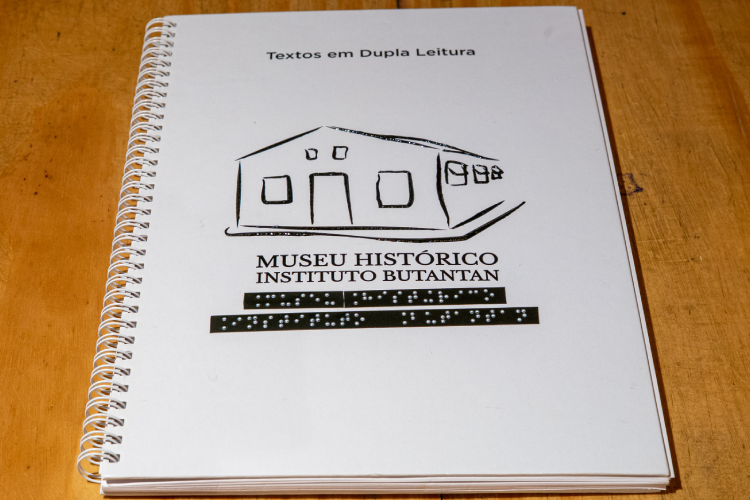 Textos em Dupla Leitura
MUSEU HISTÓRICO
INSTITUTO BUTANTAN